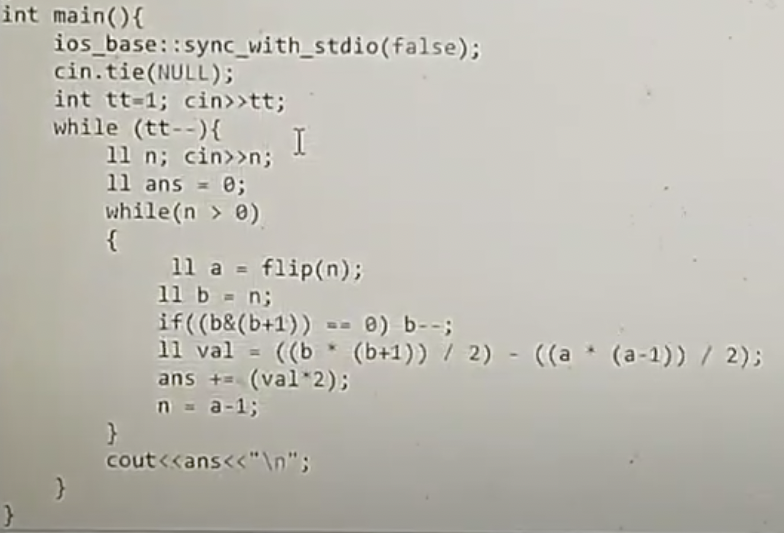 int main(){
ios_base::sync_with_stdio(false);
cin.tie(NULL);
int tt=1; cin>>tt;
while (tt--){
ll n; cin>>n;
ll ans = 0;
while(n > 0)
{
ll a = flip(n);
ll b = n;
if((b&(b+1)) == 0) b--;
ll val = ((b * (b+1)) / 2) - ((a * (a-1)) / 2);
ans += (val*2);
n = a-1;
}
cout<<ans<<"\n";
}
}